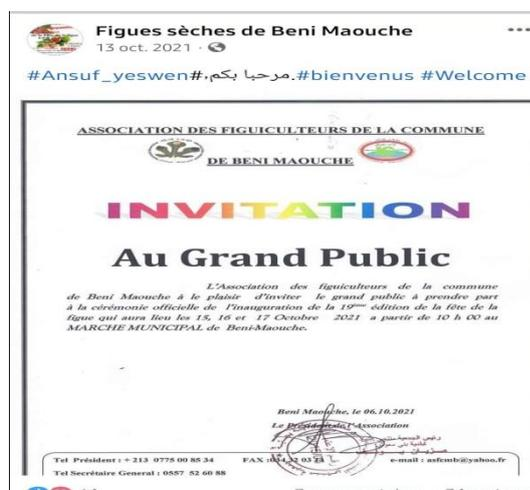 Figues sèches de Beni Maouche
13 oct. 2021
#Ansuf_yeswen#مرحبا بكم،.#bienvenus #Welcome
ASSOCIATION DES FIGUICULTEURS DE LA COMMUNE
DE BENI MAOUCHE
INVITATION
Au Grand Public
L'Association des figuiculteurs de la commune
de Beni Maouche à le plaisir d'inviter le grand public à prendre part
à la cérémonie officielle de l'inauguration de la 19ème édition de la fête de la
figue qui aura lieu les 15, 16 et 17 Octobre 2021 a partir de 10 h 00 au
MARCHE MUNICIPAL de Beni-Maouche.
Beni Maouche, le 06.10.2021
Le Président de l'Association
رئيس الجمعية
Tel Président : + 213 0775 00 85 34 FAX :034 e-mail : asfcmb@yahoo.fr
Tel Secrétaire General : 0557 52 60 88